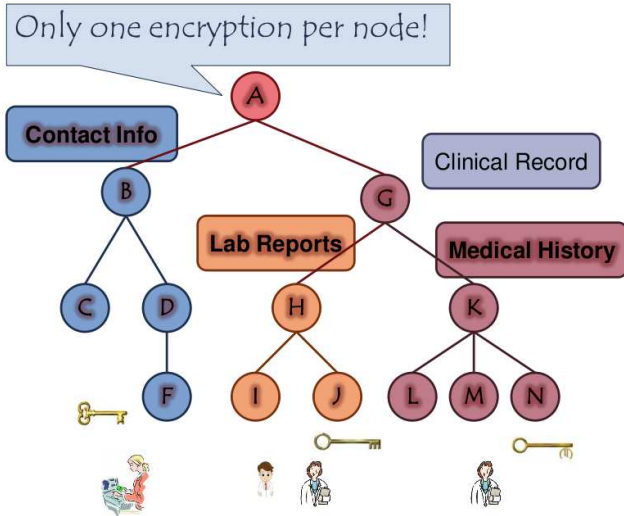 Only one encryption per node!
A
Contact Info
Clinical Record
B
G
Lab Reports
Medical History
C
D
H
K
F
I
J
L
M
N